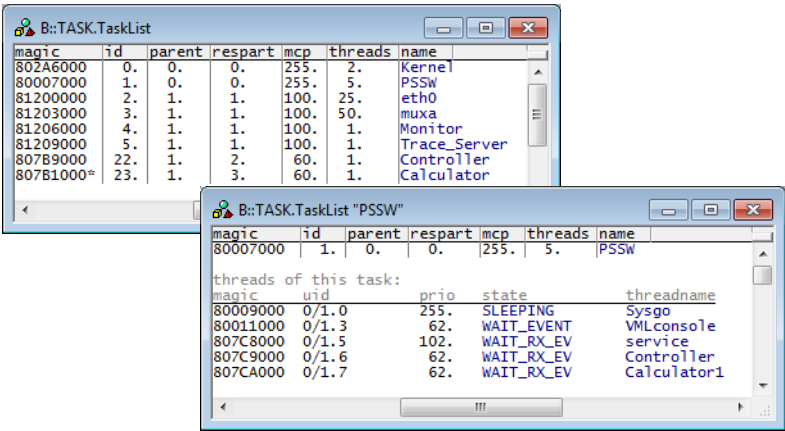 B::TASK.TaskList
magic id parent respart mcp threads name
802A6000 0. 0. 0. 255. 2. Kernel
80007000 1. 0. 0. 255. 5. PSSW
81200000 2. 1. 1. 100. 25. eth0
81203000 3. 1. 1. 100. 50. muxa
81206000 4. 1. 1. 100. 1. Monitor
81209000 5. 1. 1. 100. 1. Trace_Server
807B9000 22. 1. 2. 60. 1. Controller
807B1000* 23. 1. 3. 60. 1. Calculator
B::TASK.TaskList "PSSW"
magic id parent respart mcp threads name
80007000 1. 0. 0. 255. 5. PSSW
threads of this task:
magic uid prio state threadname
80009000 0/1.0 255. SLEEPING Sysgo
80011000 0/1.3 62. WAIT_EVENT VMLconsole
807C8000 0/1.5 102. WAIT_RX_EV service
807C9000 0/1.6 62. WAIT_RX_EV Controller
807CA000 0/1.7 62. WAIT_RX_EV Calculator1